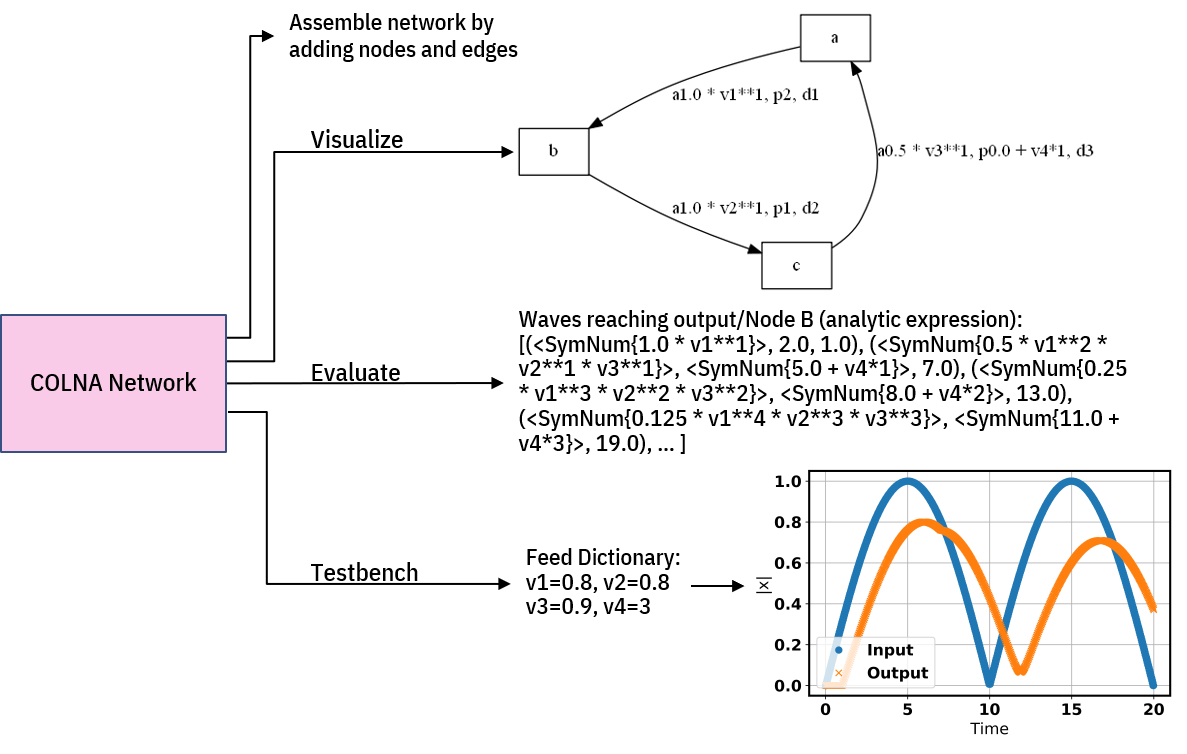 Assemble network by
adding nodes and edges
a
a1.0 * v1**1, p2, d1
Visualize
b
a0.5 * v3**1, p0.0 + v4*1, d3
a1.0 * v2**1, p1, d2
c
COLNA Network
Evaluate
Waves reaching output/Node B (analytic expression):
[(<SymNum{1.0 * v1**1}>, 2.0, 1.0), (<SymNum{0.5 * v1**2 *
v2**1 * v3**1}>, <SymNum{5.0 + v4*1}>, 7.0), (<SymNum{0.25
* v1**3 * v2**2 * v3**2}>, <SymNum{8.0 + v4*2}>, 13.0),
(<SymNum{0.125 * v1**4 * v2**3 * v3**3}>, <SymNum{11.0 +
v4*3}>, 19.0), ... ]
Testbench
Feed Dictionary:
v1=0.8, v2=0.8
v3=0.9, v4=3
|x|
1.0
0.8
0.6
0.4
0.2
0.0
Input
Output
0 5 10 15 20
Time